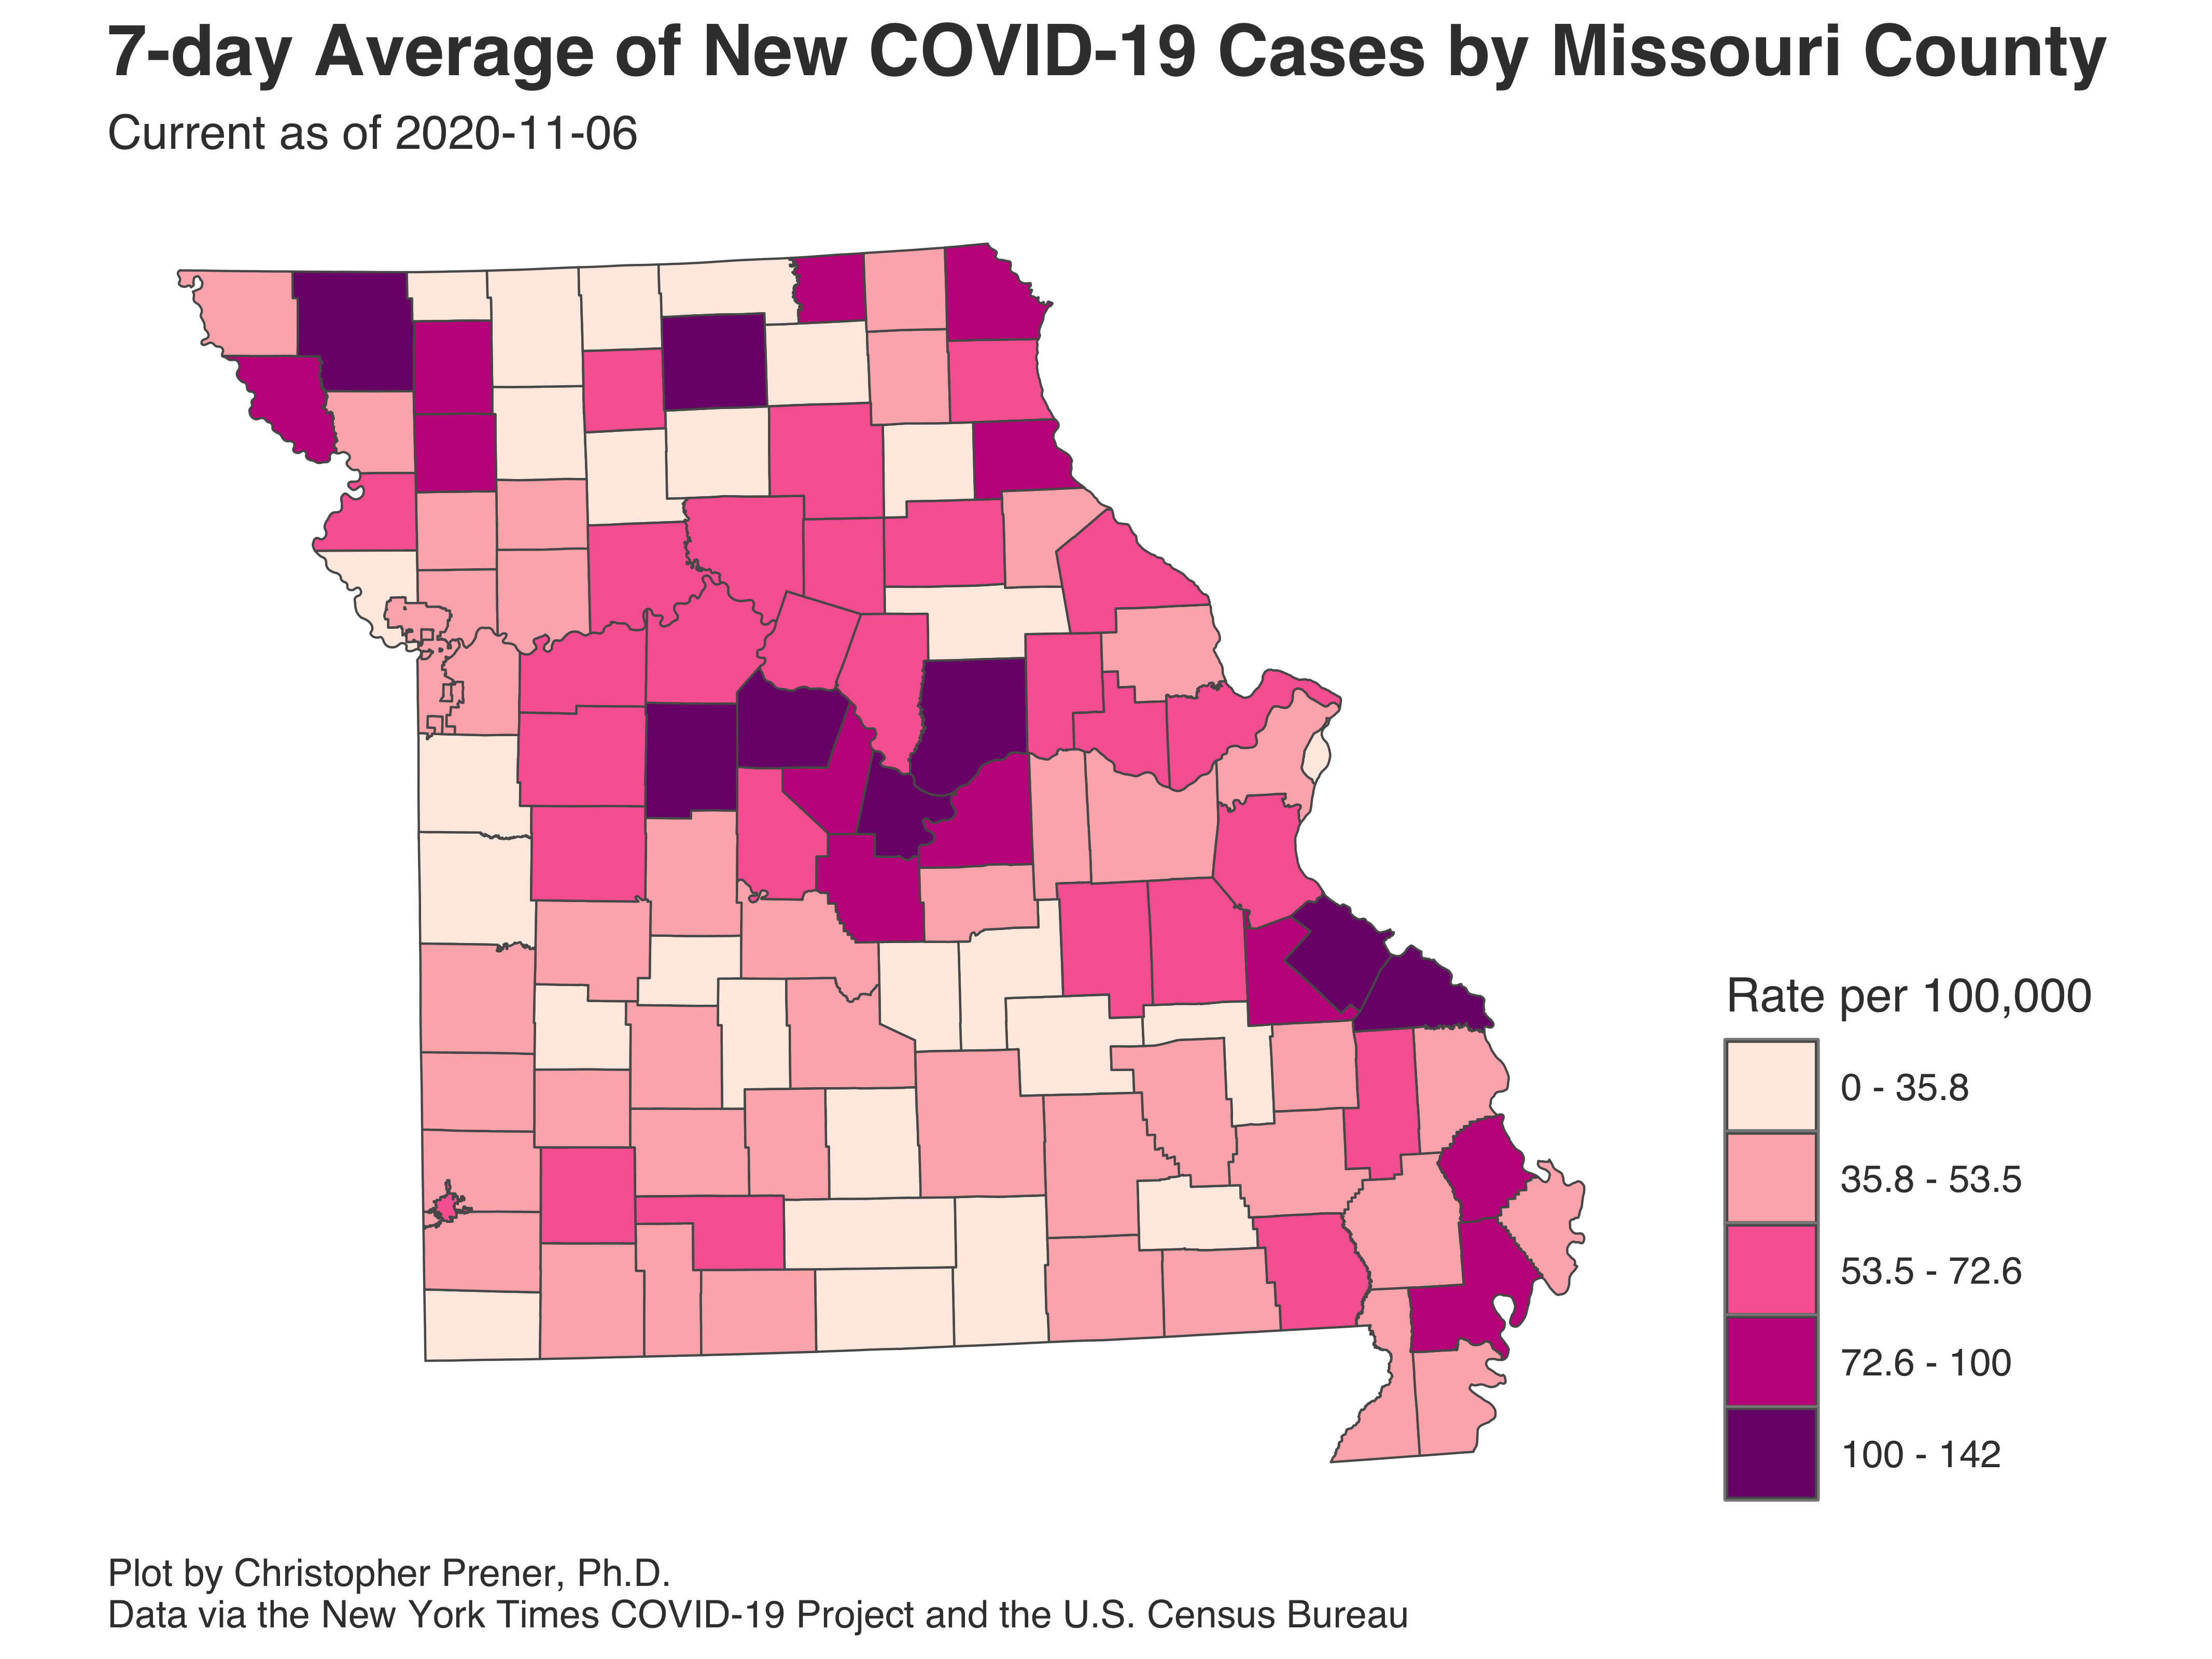 7-day Average of New COVID-19 Cases by Missouri County
Current as of 2020-11-06
Rate per 100,000
0 - 35.8
35.8 - 53.5
53.5 - 72.6
72.6 - 100
100 - 142
Plot by Christopher Prener, Ph.D.
Data via the New York Times COVID-19 Project and the U.S. Census Bureau